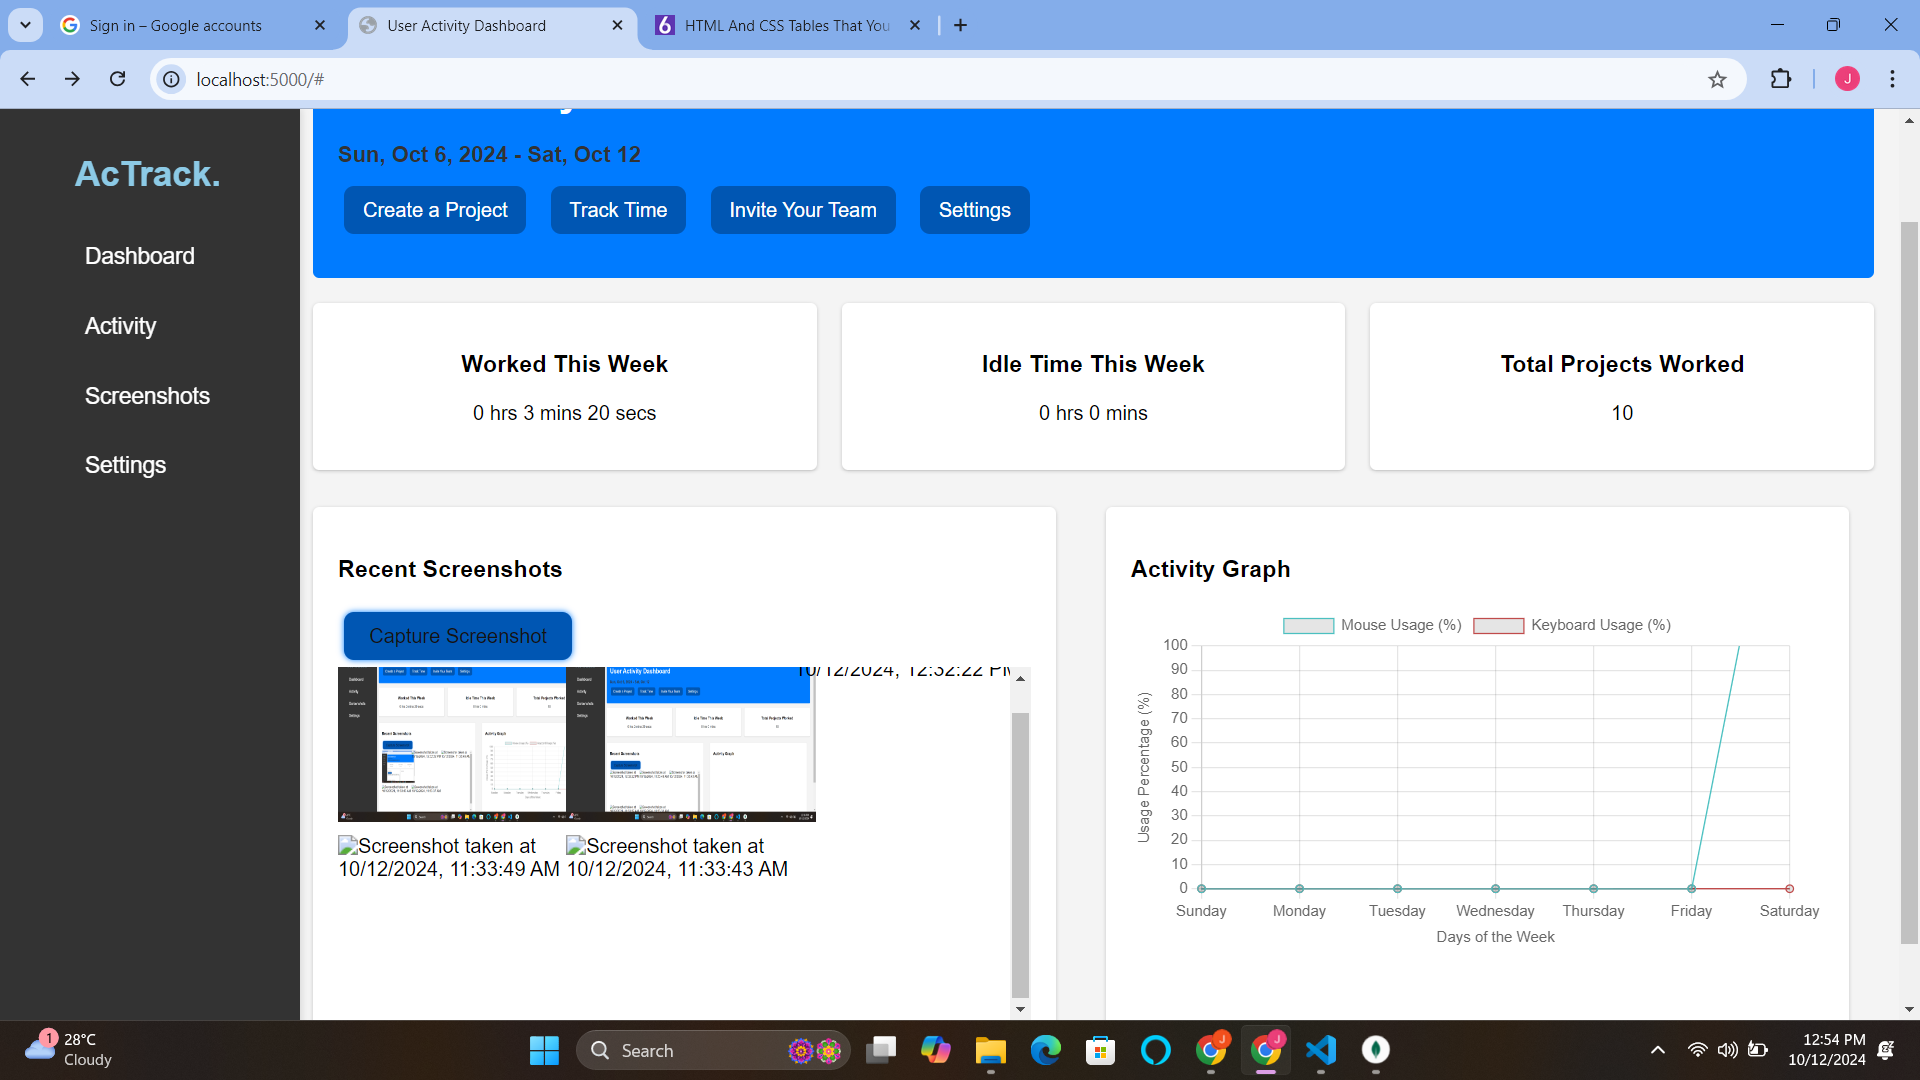 Sign in – Google accounts
User Activity Dashboard
HTML And CSS Tables That You
localhost:5000/#
J
AcTrack.
Dashboard
Activity
Screenshots
Settings
Sun, Oct 6, 2024 - Sat, Oct 12
Create a Project
Track Time
Invite Your Team
Settings
Worked This Week
0 hrs 3 mins 20 secs
Idle Time This Week
0 hrs 0 mins
Total Projects Worked
10
Recent Screenshots
Capture Screenshot
10/12/2024, 12:32:22 PM
User Activity Dashboard
Screenshot taken at
10/12/2024, 11:33:49 AM
Screenshot taken at
10/12/2024, 11:33:43 AM
Activity Graph
Mouse Usage (%)
Keyboard Usage (%)
Usage Percentage (%)
100
90
80
70
60
50
40
30
20
10
0
Sunday
Monday
Tuesday
Wednesday
Thursday
Friday
Saturday
Days of the Week
1
28°C
Cloudy
Search
J
J
12:54 PM
10/12/2024